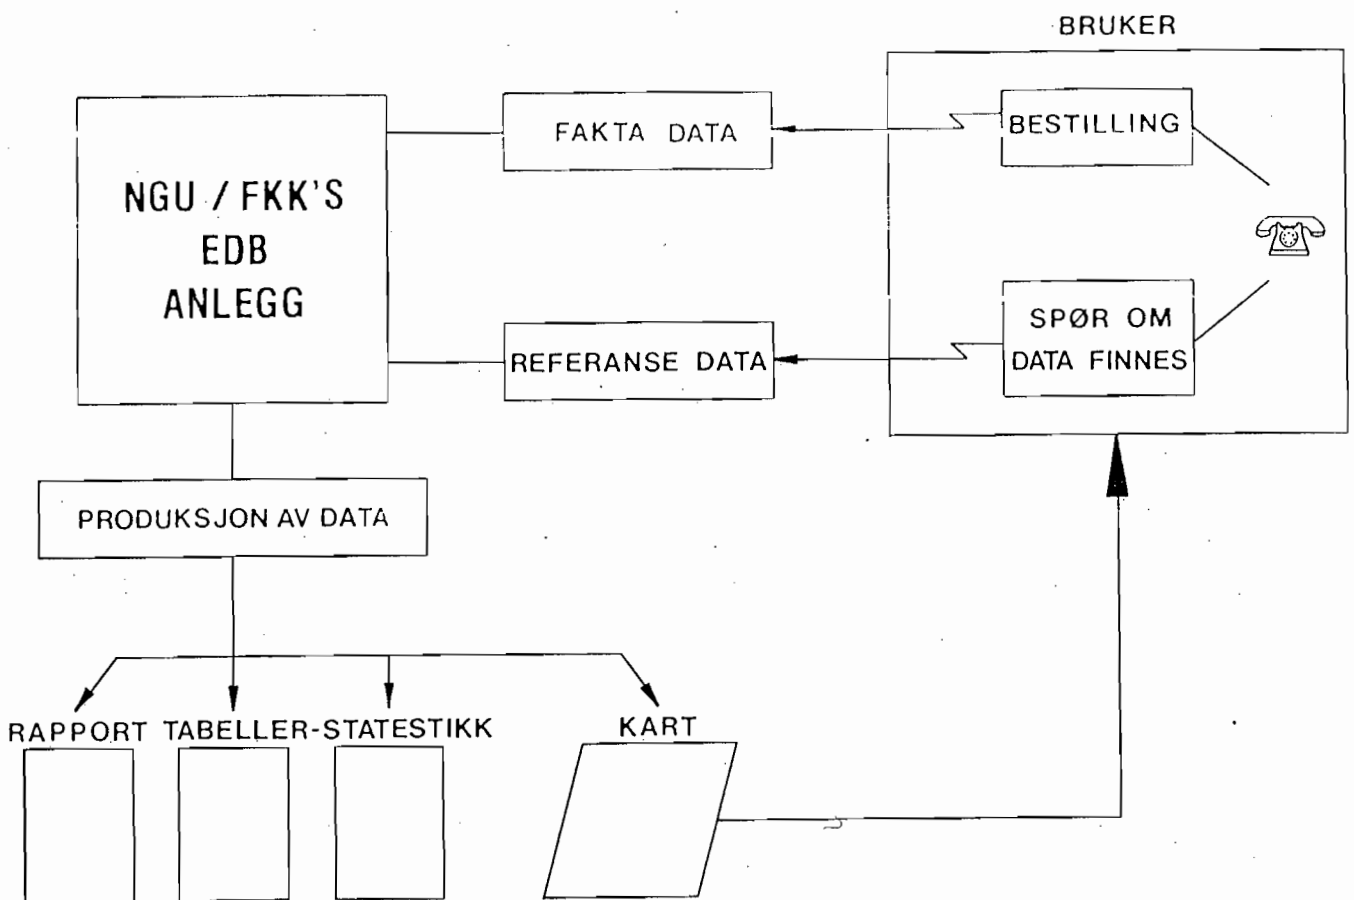 BRUKER
NGU / FKK'S
EDB
ANLEGG
FAKTA DATA
BESTILLING
REFERANSE DATA
SPØR OM
DATA FINNES
PRODUKSJON AV DATA
RAPPORT TABELLER-STATESTIKK KART